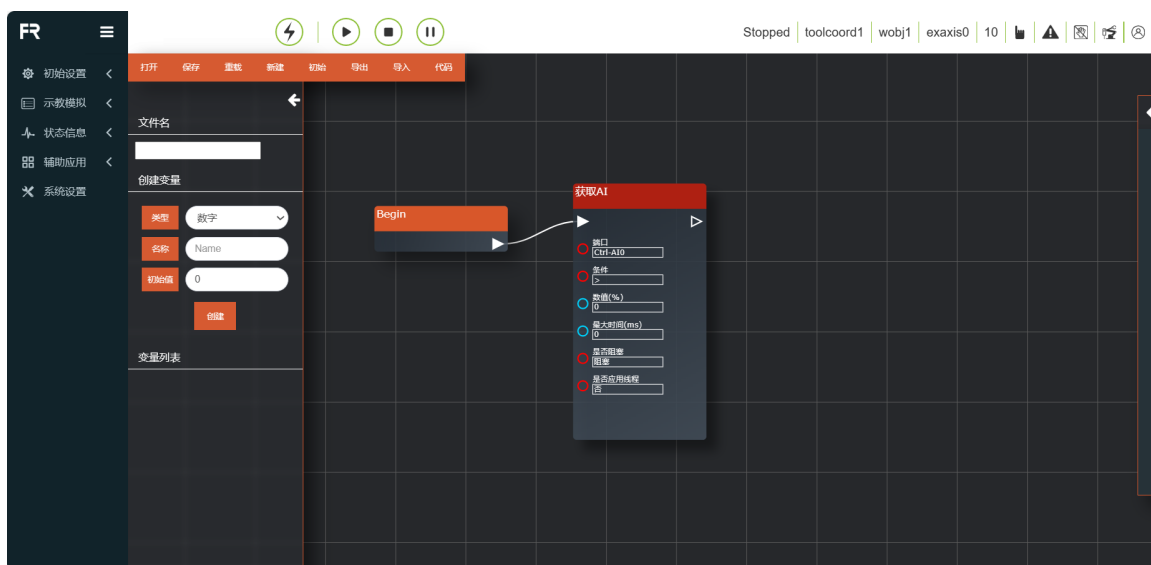 FR
Stopped toolcoord1 wobj1 exaxis0 10
初始设置
示教模拟
状态信息
辅助应用
系统设置
打开 保存 重载 新建 初始 导出 导入 代码
文件名
创建变量
类型 数字
名称 Name
初始值 0
创建
变量列表
Begin
获取AI
端口
Ctrl-AI0
条件
>
数值(%)
0
最大时间(ms)
0
是否阻塞
阻塞
是否应用线程
否